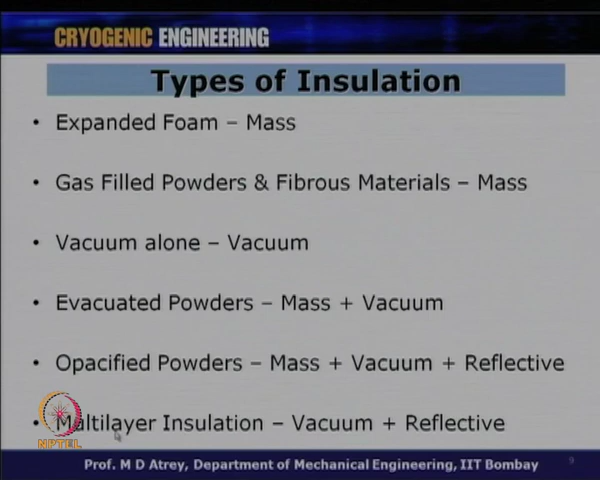 CRYOGENIC ENGINEERING
Types of Insulation
• Expanded Foam – Mass
• Gas Filled Powders & Fibrous Materials – Mass
• Vacuum alone – Vacuum
• Evacuated Powders – Mass + Vacuum
• Opacified Powders – Mass + Vacuum + Reflective
• Multilayer Insulation – Vacuum + Reflective
NPTEL
Prof. M D Atrey, Department of Mechanical Engineering, IIT Bombay
9